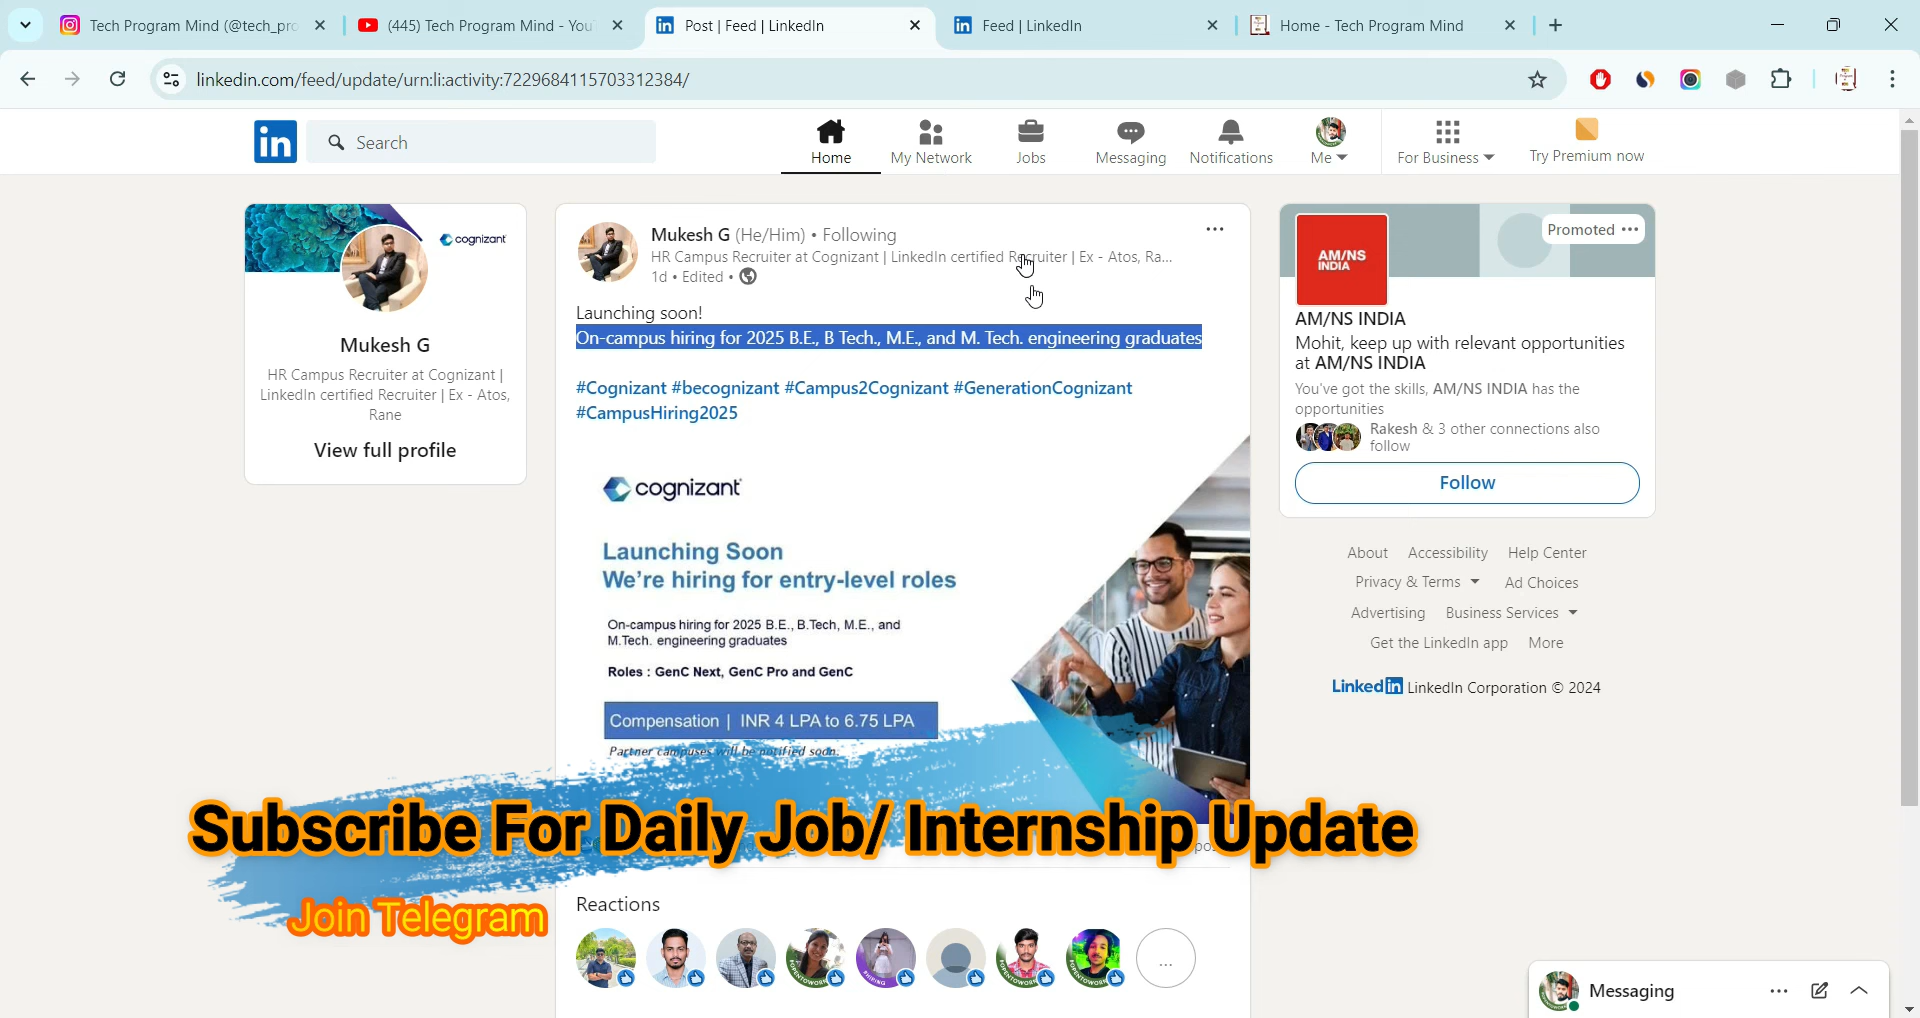 Tech Program Mind (@tech_pro
(445) Tech Program Mind - You
Post | Feed | LinkedIn
Feed | LinkedIn
Home - Tech Program Mind
linkedin.com/feed/update/urn:li:activity:7229684115703312384/
in
Search
Home
My Network
Jobs
Messaging
Notifications
Me
For Business
Try Premium now
cognizant
Mukesh G
HR Campus Recruiter at Cognizant |
LinkedIn certified Recruiter | Ex - Atos,
Rane
View full profile
Mukesh G (He/Him) • Following
HR Campus Recruiter at Cognizant | LinkedIn certified Recruiter | Ex - Atos, Ra...
1d • Edited •
Launching soon!
On-campus hiring for 2025 B.E., B Tech., M.E., and M. Tech. engineering graduates
#Cognizant #becognizant #Campus2Cognizant #GenerationCognizant
#CampusHiring2025
cognizant
Launching Soon
We're hiring for entry-level roles
On-campus hiring for 2025 B.E., B.Tech, M.E., and
M.Tech. engineering graduates
Roles : GenC Next, GenC Pro and GenC
Compensation | INR 4 LPA to 6.75 LPA
Partner campuses will be notified soon.
Subscribe For Daily Job/ Internship Update
Join Telegram
Reactions
...
Promoted
AM/NS
INDIA
AM/NS INDIA
Mohit, keep up with relevant opportunities
at AM/NS INDIA
You've got the skills, AM/NS INDIA has the
opportunities
Rakesh & 3 other connections also
follow
Follow
About Accessibility Help Center
Privacy & Terms Ad Choices
Advertising Business Services
Get the LinkedIn app More
LinkedIn LinkedIn Corporation © 2024
Messaging